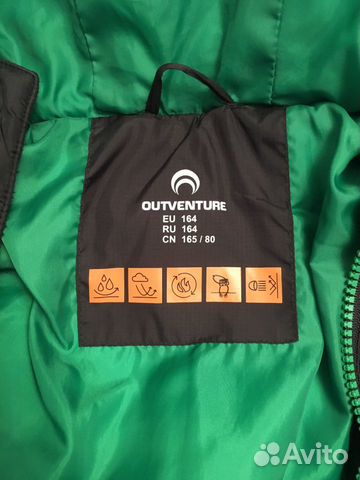 OUTVENTURE
EU 164
RU 164
CN 165 / 80
Avito